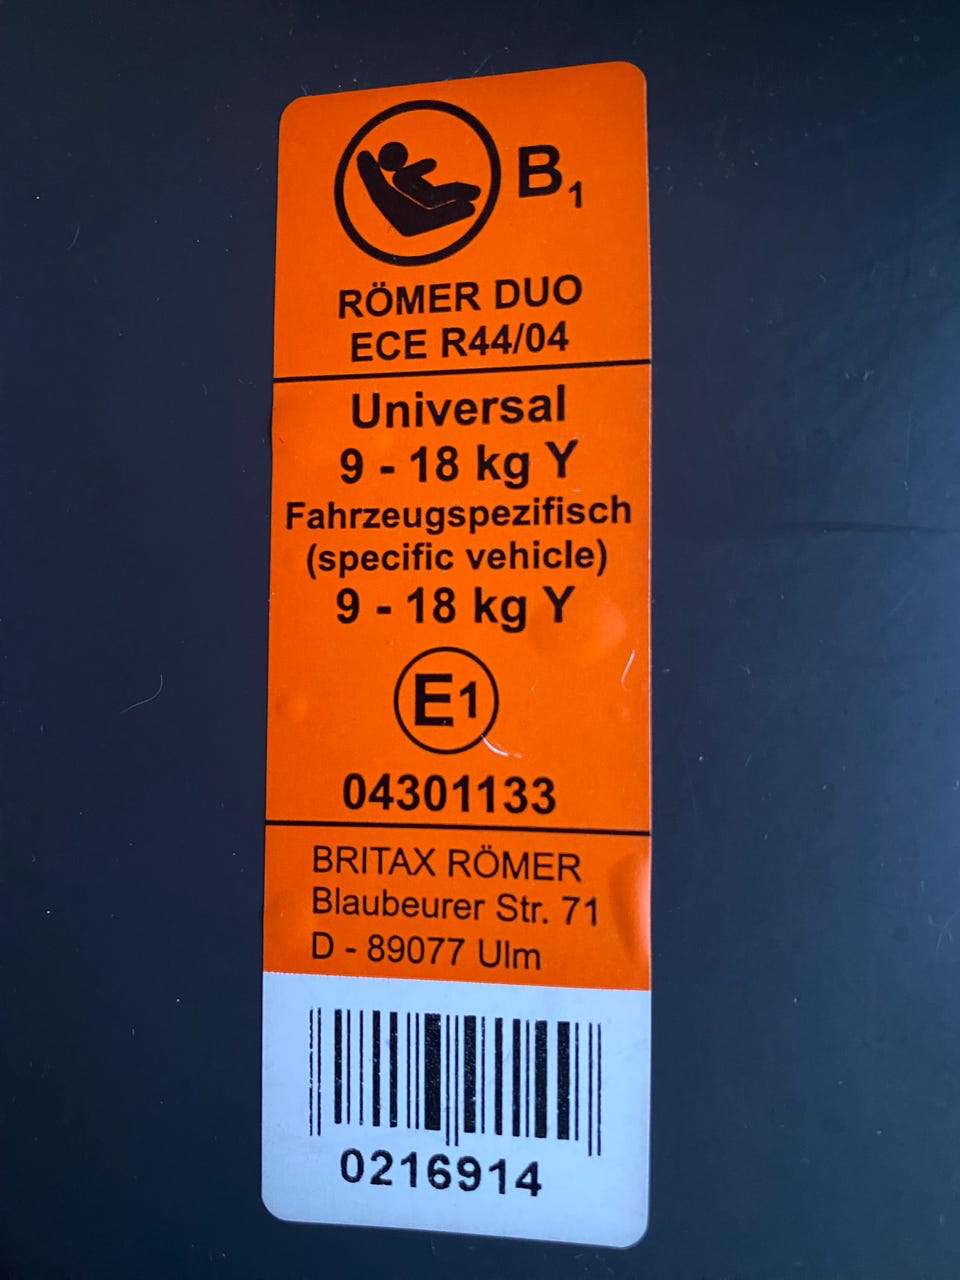 B1
RÖMER DUO
ECE R44/04
Universal
9 - 18 kg Y
Fahrzeugspezifisch
(specific vehicle)
9 - 18 kg Y
E1
04301133
BRITAX RÖMER
Blaubeurer Str. 71
D - 89077 Ulm
0216914